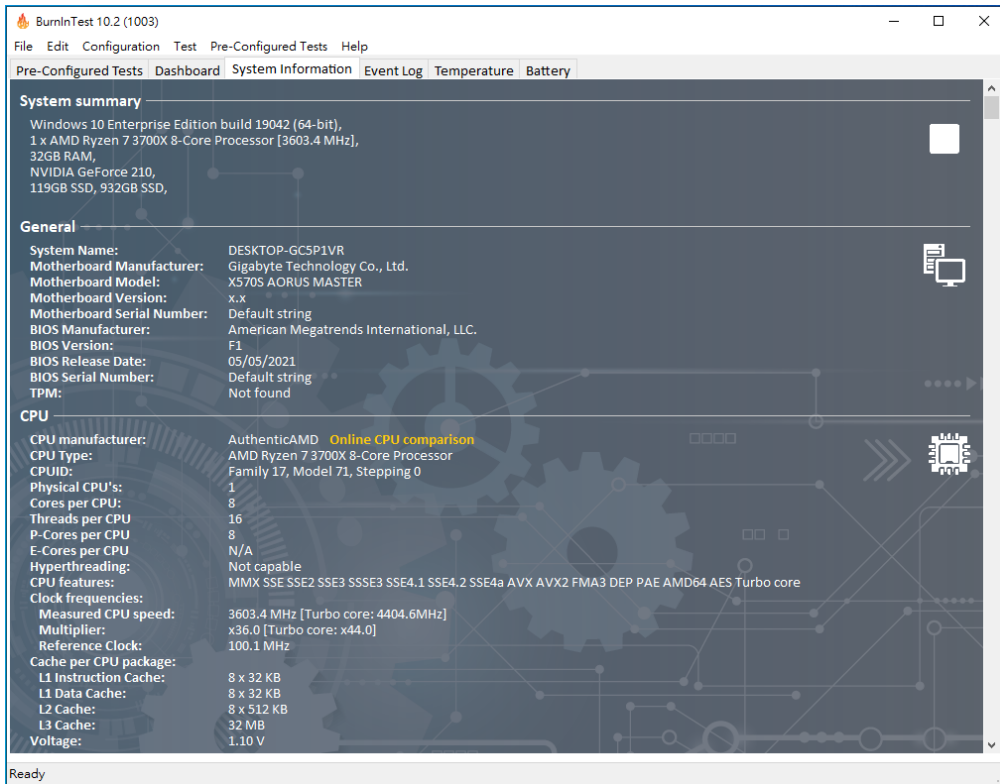 BurnInTest 10.2 (1003)
File Edit Configuration Test Pre-Configured Tests Help
Pre-Configured Tests Dashboard System Information Event Log Temperature Battery
System summary
Windows 10 Enterprise Edition build 19042 (64-bit),
1 x AMD Ryzen 7 3700X 8-Core Processor [3603.4 MHz],
32GB RAM,
NVIDIA GeForce 210,
119GB SSD, 932GB SSD,
General
System Name: DESKTOP-GC5P1VR
Motherboard Manufacturer: Gigabyte Technology Co., Ltd.
Motherboard Model: X570S AORUS MASTER
Motherboard Version: x.x
Motherboard Serial Number: Default string
BIOS Manufacturer: American Megatrends International, LLC.
BIOS Version: F1
BIOS Release Date: 05/05/2021
BIOS Serial Number: Default string
TPM: Not found
CPU
CPU manufacturer: AuthenticAMD Online CPU comparison
CPU Type: AMD Ryzen 7 3700X 8-Core Processor
CPUID: Family 17, Model 71, Stepping 0
Physical CPU's: 1
Cores per CPU: 8
Threads per CPU 16
P-Cores per CPU 8
E-Cores per CPU N/A
Hyperthreading: Not capable
CPU features: MMX SSE SSE2 SSE3 SSSE3 SSE4.1 SSE4.2 SSE4a AVX AVX2 FMA3 DEP PAE AMD64 AES Turbo core
Clock frequencies:
Measured CPU speed: 3603.4 MHz [Turbo core: 4404.6MHz]
Multiplier: x36.0 [Turbo core: x44.0]
Reference Clock: 100.1 MHz
Cache per CPU package:
L1 Instruction Cache: 8 x 32 KB
L1 Data Cache: 8 x 32 KB
L2 Cache: 8 x 512 KB
L3 Cache: 32 MB
Voltage: 1.10 V
Ready